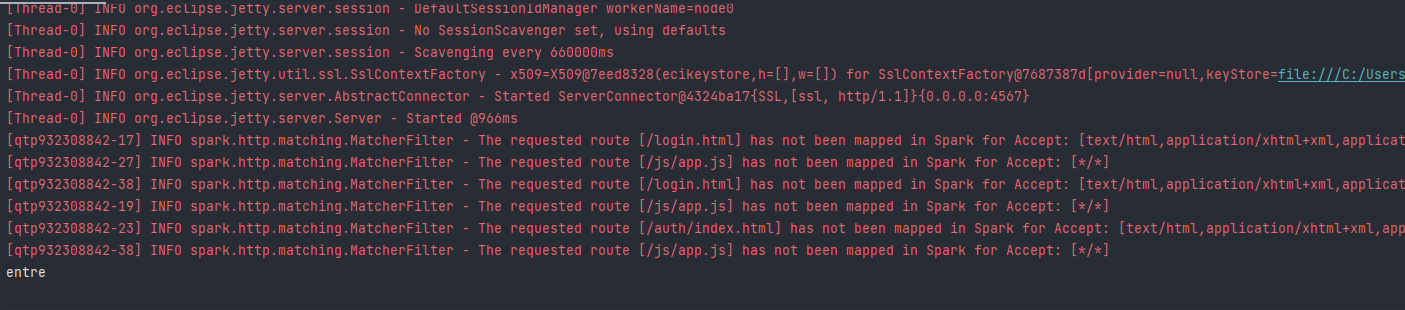 [Thread-0] INFO org.eclipse.jetty.server.session - DefaultSessionIdManager workerName=node0
[Thread-0] INFO org.eclipse.jetty.server.session - No SessionScavenger set, using defaults
[Thread-0] INFO org.eclipse.jetty.server.session - Scavenging every 660000ms
[Thread-0] INFO org.eclipse.jetty.util.ssl.SslContextFactory - x509=X509@7eed8328(ecikeystore,h=[],w=[]) for SslContextFactory@7687387d[provider=null,keyStore=file:///C:/Users
[Thread-0] INFO org.eclipse.jetty.server.AbstractConnector - Started ServerConnector@4324ba17{SSL,[ssl, http/1.1]}{0.0.0.0:4567}
[Thread-0] INFO org.eclipse.jetty.server.Server - Started @966ms
[qtp932308842-17] INFO spark.http.matching.MatcherFilter - The requested route [/login.html] has not been mapped in Spark for Accept: [text/html,application/xhtml+xml,applicat
[qtp932308842-27] INFO spark.http.matching.MatcherFilter - The requested route [/js/app.js] has not been mapped in Spark for Accept: [*/*]
[qtp932308842-38] INFO spark.http.matching.MatcherFilter - The requested route [/login.html] has not been mapped in Spark for Accept: [text/html,application/xhtml+xml,applicat
[qtp932308842-19] INFO spark.http.matching.MatcherFilter - The requested route [/js/app.js] has not been mapped in Spark for Accept: [*/*]
[qtp932308842-23] INFO spark.http.matching.MatcherFilter - The requested route [/auth/index.html] has not been mapped in Spark for Accept: [text/html,application/xhtml+xml,app
[qtp932308842-38] INFO spark.http.matching.MatcherFilter - The requested route [/js/app.js] has not been mapped in Spark for Accept: [*/*]
entre